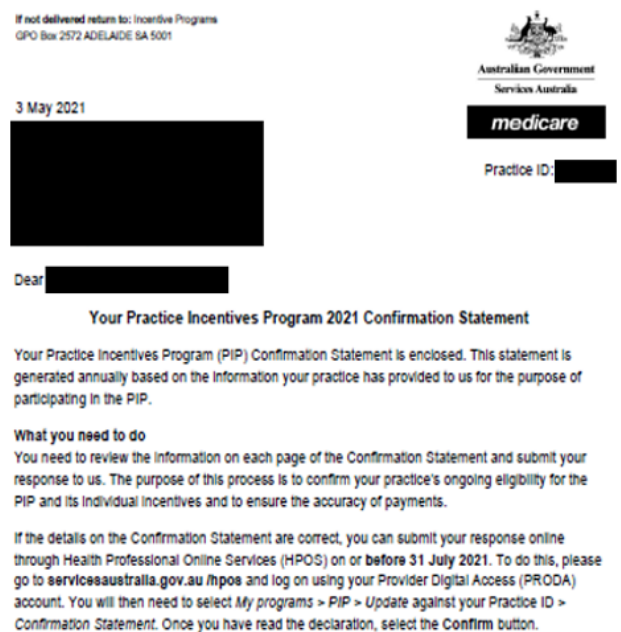 If not delivered return to: Incentive Programs
GPO Box 2572 ADELAIDE SA 5001
Australian Government
Services Australia
medicare
3 May 2021
Practice ID:
Dear
Your Practice Incentives Program 2021 Confirmation Statement
Your Practice Incentives Program (PIP) Confirmation Statement is enclosed. This statement is
generated annually based on the information your practice has provided to us for the purpose of
participating in the PIP.
What you need to do
You need to review the information on each page of the Confirmation Statement and submit your
response to us. The purpose of this process is to confirm your practice's ongoing eligibility for the
PIP and its individual incentives and to ensure the accuracy of payments.
If the details on the Confirmation Statement are correct, you can submit your response online
through Health Professional Online Services (HPOS) on or before 31 July 2021. To do this, please
go to servicesaustralia.gov.au /hpos and log on using your Provider Digital Access (PRODA)
account. You will then need to select My programs > PIP > Update against your Practice ID >
Confirmation Statement. Once you have read the declaration, select the Confirm button.